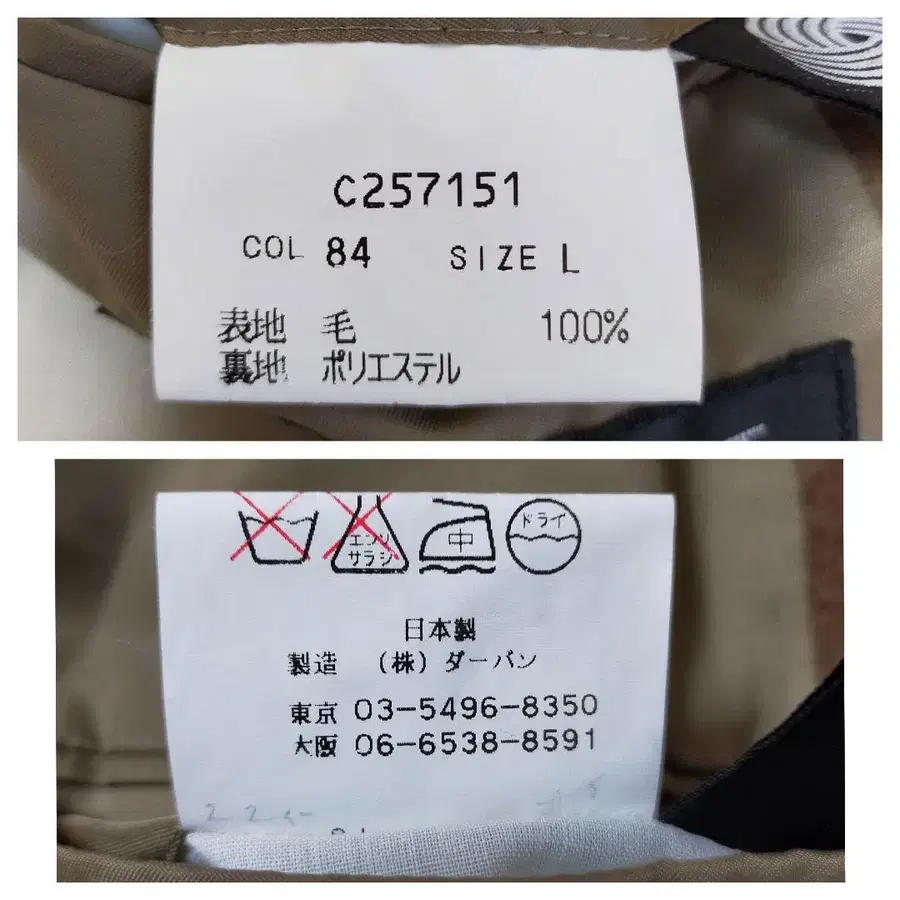 C257151
COL 84 SIZE L
表地 毛 100%
裏地 ポリエステル
エンソ
サラシ
中
ドライ
日本製
製造 (株)ダーバン
東京 03-5496-8350
大阪 06-6538-8591